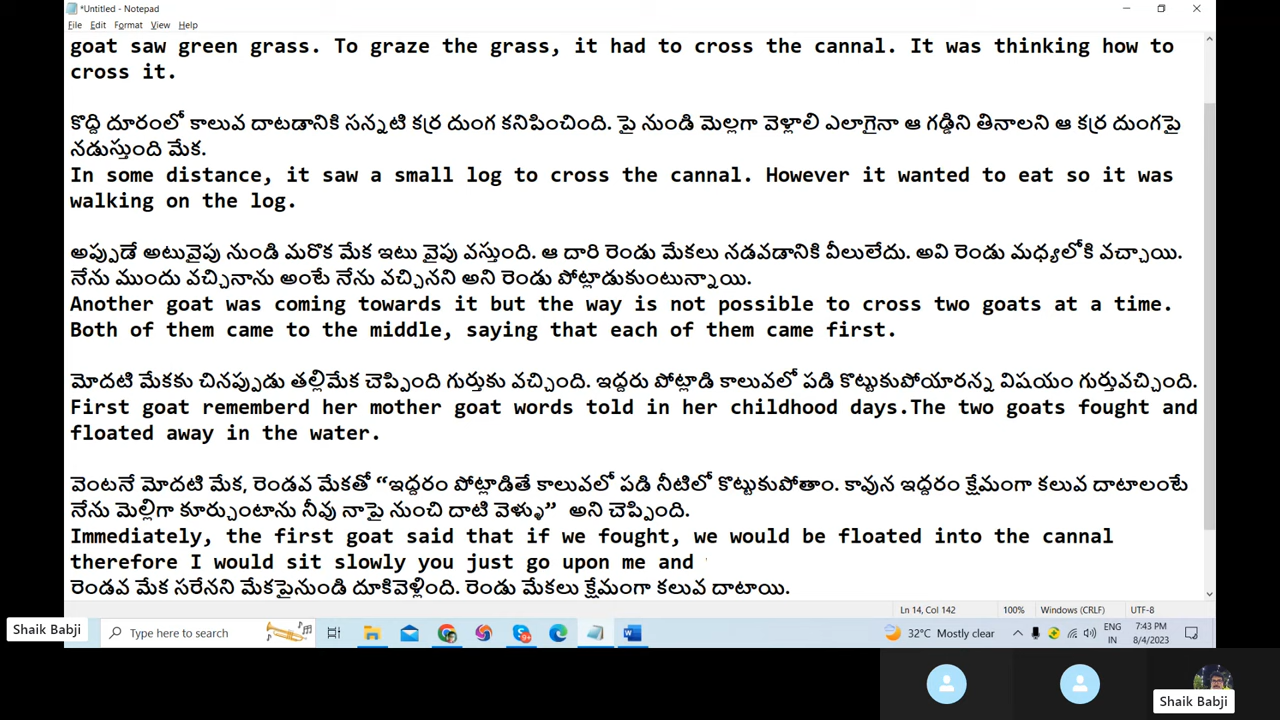 *Untitled - Notepad
File Edit Format View Help
goat saw green grass. To graze the grass, it had to cross the cannal. It was thinking how to
cross it.
కొద్ది దూరంలో కాలువ దాటడానికి సన్నటి కర్ర దుంగ కనిపించింది. పై నుండి మెల్లగా వెళ్లాలి ఎలాగైనా ఆ గడ్డిని తినాలని ఆ కర్ర దుంగపై
నడుస్తుంది మేక.
In some distance, it saw a small log to cross the cannal. However it wanted to eat so it was
walking on the log.
అప్పుడే అటువైపు నుండి మరొక మేక ఇటు వైపు వస్తుంది. ఆ దారి రెండు మేకలు నడవడానికి వీలులేదు. అవి రెండు మధ్యలోకి వచ్చాయి.
నేను ముందు వచ్చినాను అంటే నేను వచ్చినని అని రెండు పోట్లాడుకుంటున్నాయి.
Another goat was coming towards it but the way is not possible to cross two goats at a time.
Both of them came to the middle, saying that each of them came first.
మోదటి మేకకు చినప్పుడు తల్లిమేక చెప్పింది గుర్తుకు వచ్చింది. ఇద్దరు పోట్లాడి కాలువలో పడి కొట్టుకుపోయారన్న విషయం గుర్తువచ్చింది.
First goat rememberd her mother goat words told in her childhood days.The two goats fought and
floated away in the water.
వెంటనే మోదటి మేక, రెండవ మేకతో “ఇద్దరం పోట్లాడితే కాలువలో పడి నీటిలో కొట్టుకుపోతాం. కావున ఇద్దరం క్షేమంగా కలువ దాటాలంటే
నేను మెల్లిగా కూర్చుంటాను నీవు నాపై నుంచి దాటి వెళ్ళు” అని చెప్పింది.
Immediately, the first goat said that if we fought, we would be floated into the cannal
therefore I would sit slowly you just go upon me and
రెండవ మేక సరేనని మేకపైనుండి దూకివెళ్లింది. రెండు మేకలు క్షేమంగా కలువ దాటాయి.
Ln 14, Col 142 100% Windows (CRLF) UTF-8
Shaik Babji
Type here to search
32°C Mostly clear
ENG
IN
7:43 PM
8/4/2023
Shaik Babji